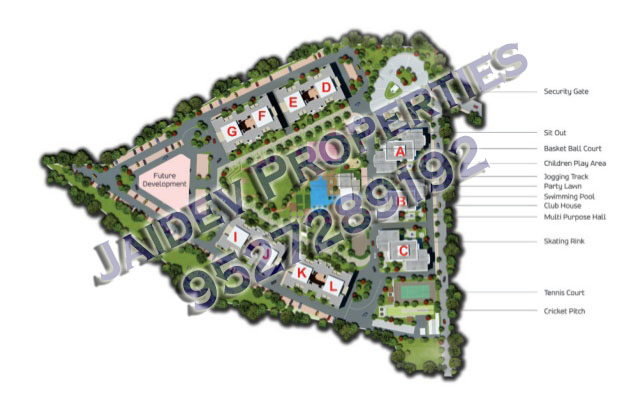 D
E
F
G
A
B
C
I
J
K
L
Future
Development
JAIDEV PROPERTIES
9527289192
Security Gate
Sit Out
Basket Ball Court
Children Play Area
Jogging Track
Party Lawn
Swimming Pool
Club House
Multi Purpose Hall
Skating Rink
Tennis Court
Cricket Pitch